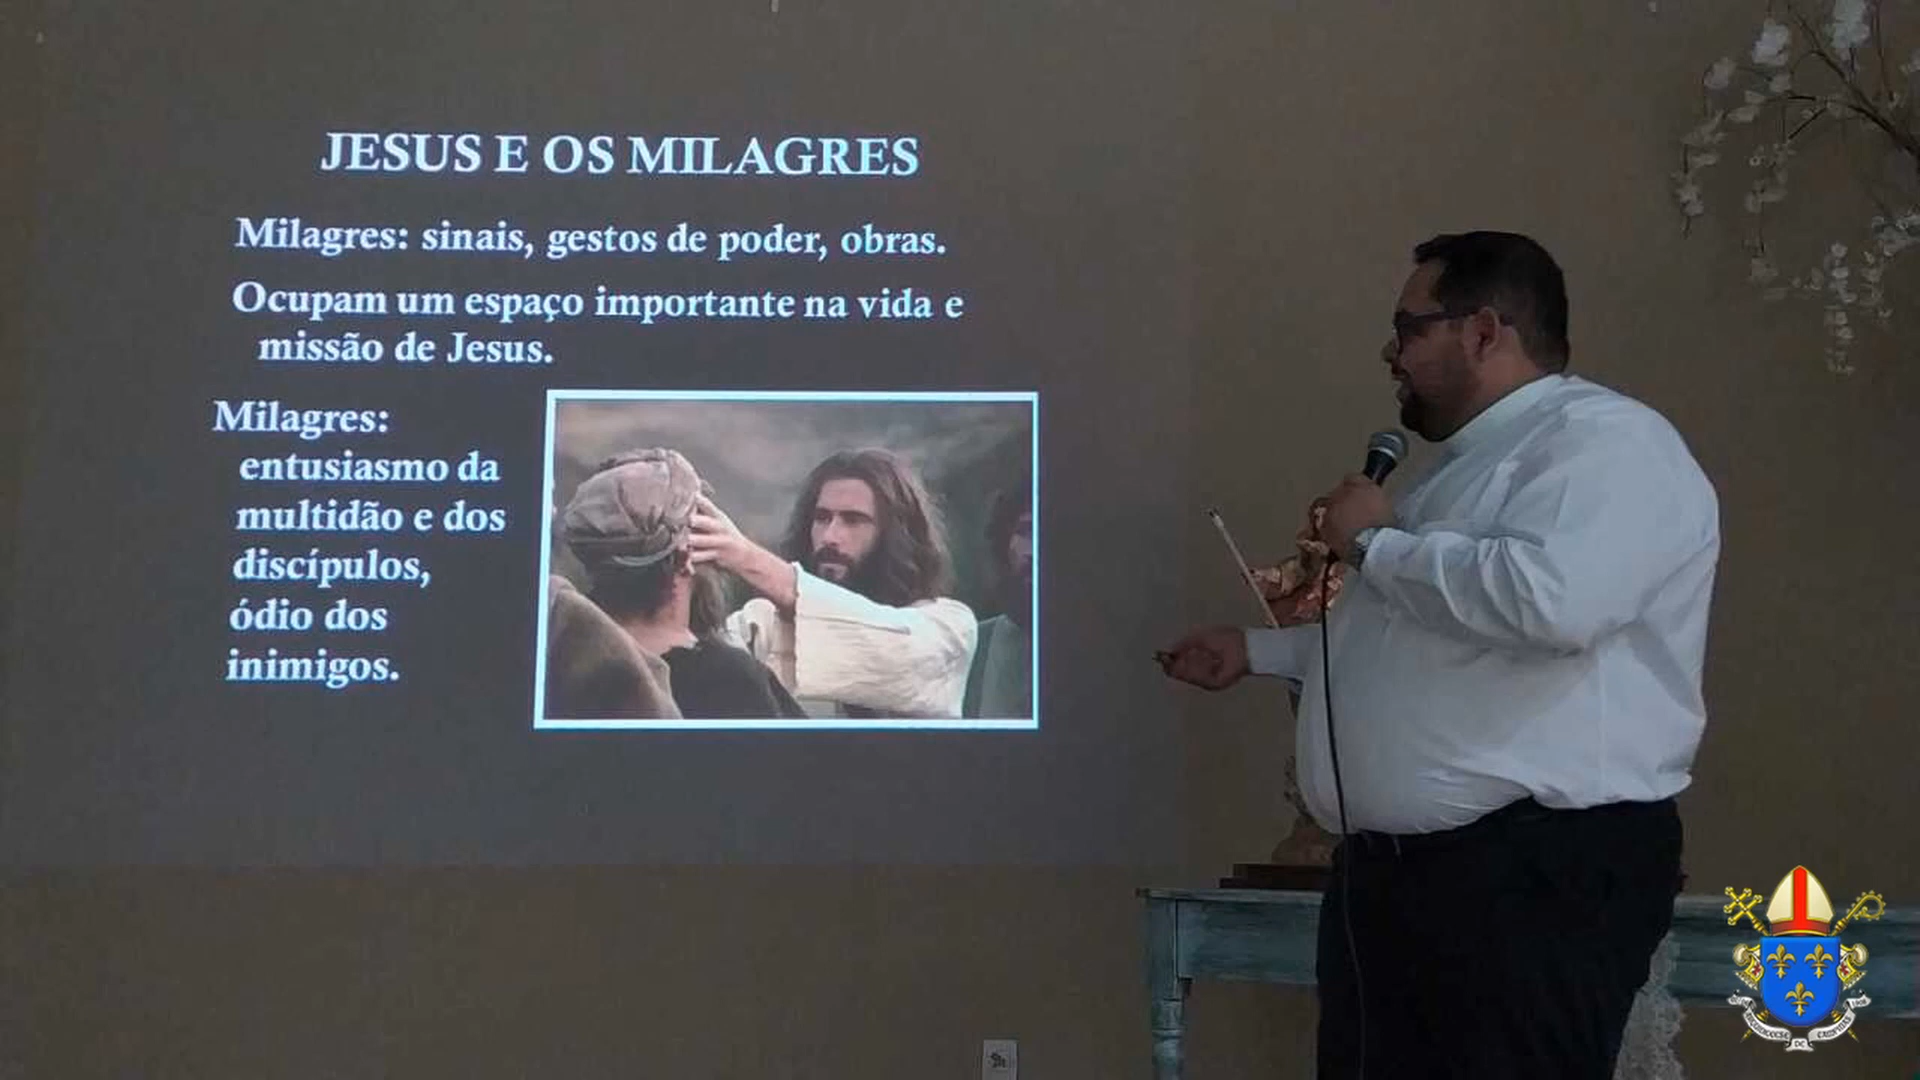 JESUS E OS MILAGRES
Milagres: sinais, gestos de poder, obras.
Ocupam um espaço importante na vida e
missão de Jesus.
Milagres:
entusiasmo da
multidão e dos
discípulos,
ódio dos
inimigos.